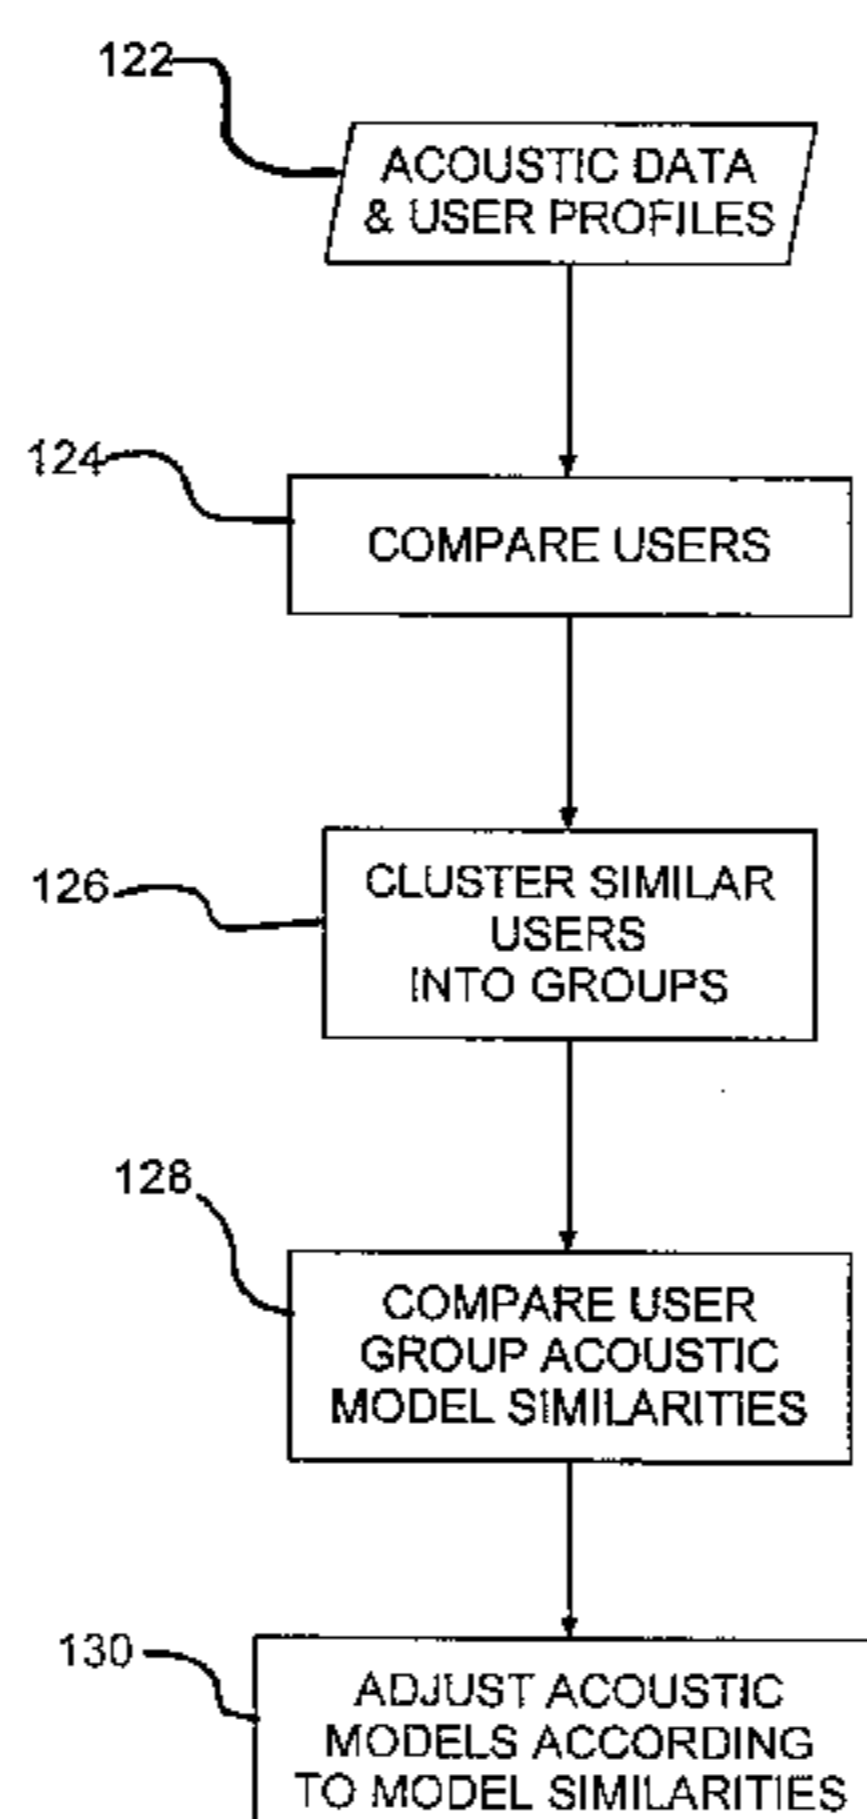 122
ACOUSTIC DATA
& USER PROFILES
124
COMPARE USERS
126
CLUSTER SIMILAR
USERS
INTO GROUPS
128
COMPARE USER
GROUP ACOUSTIC
MODEL SIMILARITIES
130
ADJUST ACOUSTIC
MODELS ACCORDING
TO MODEL SIMILARITIES